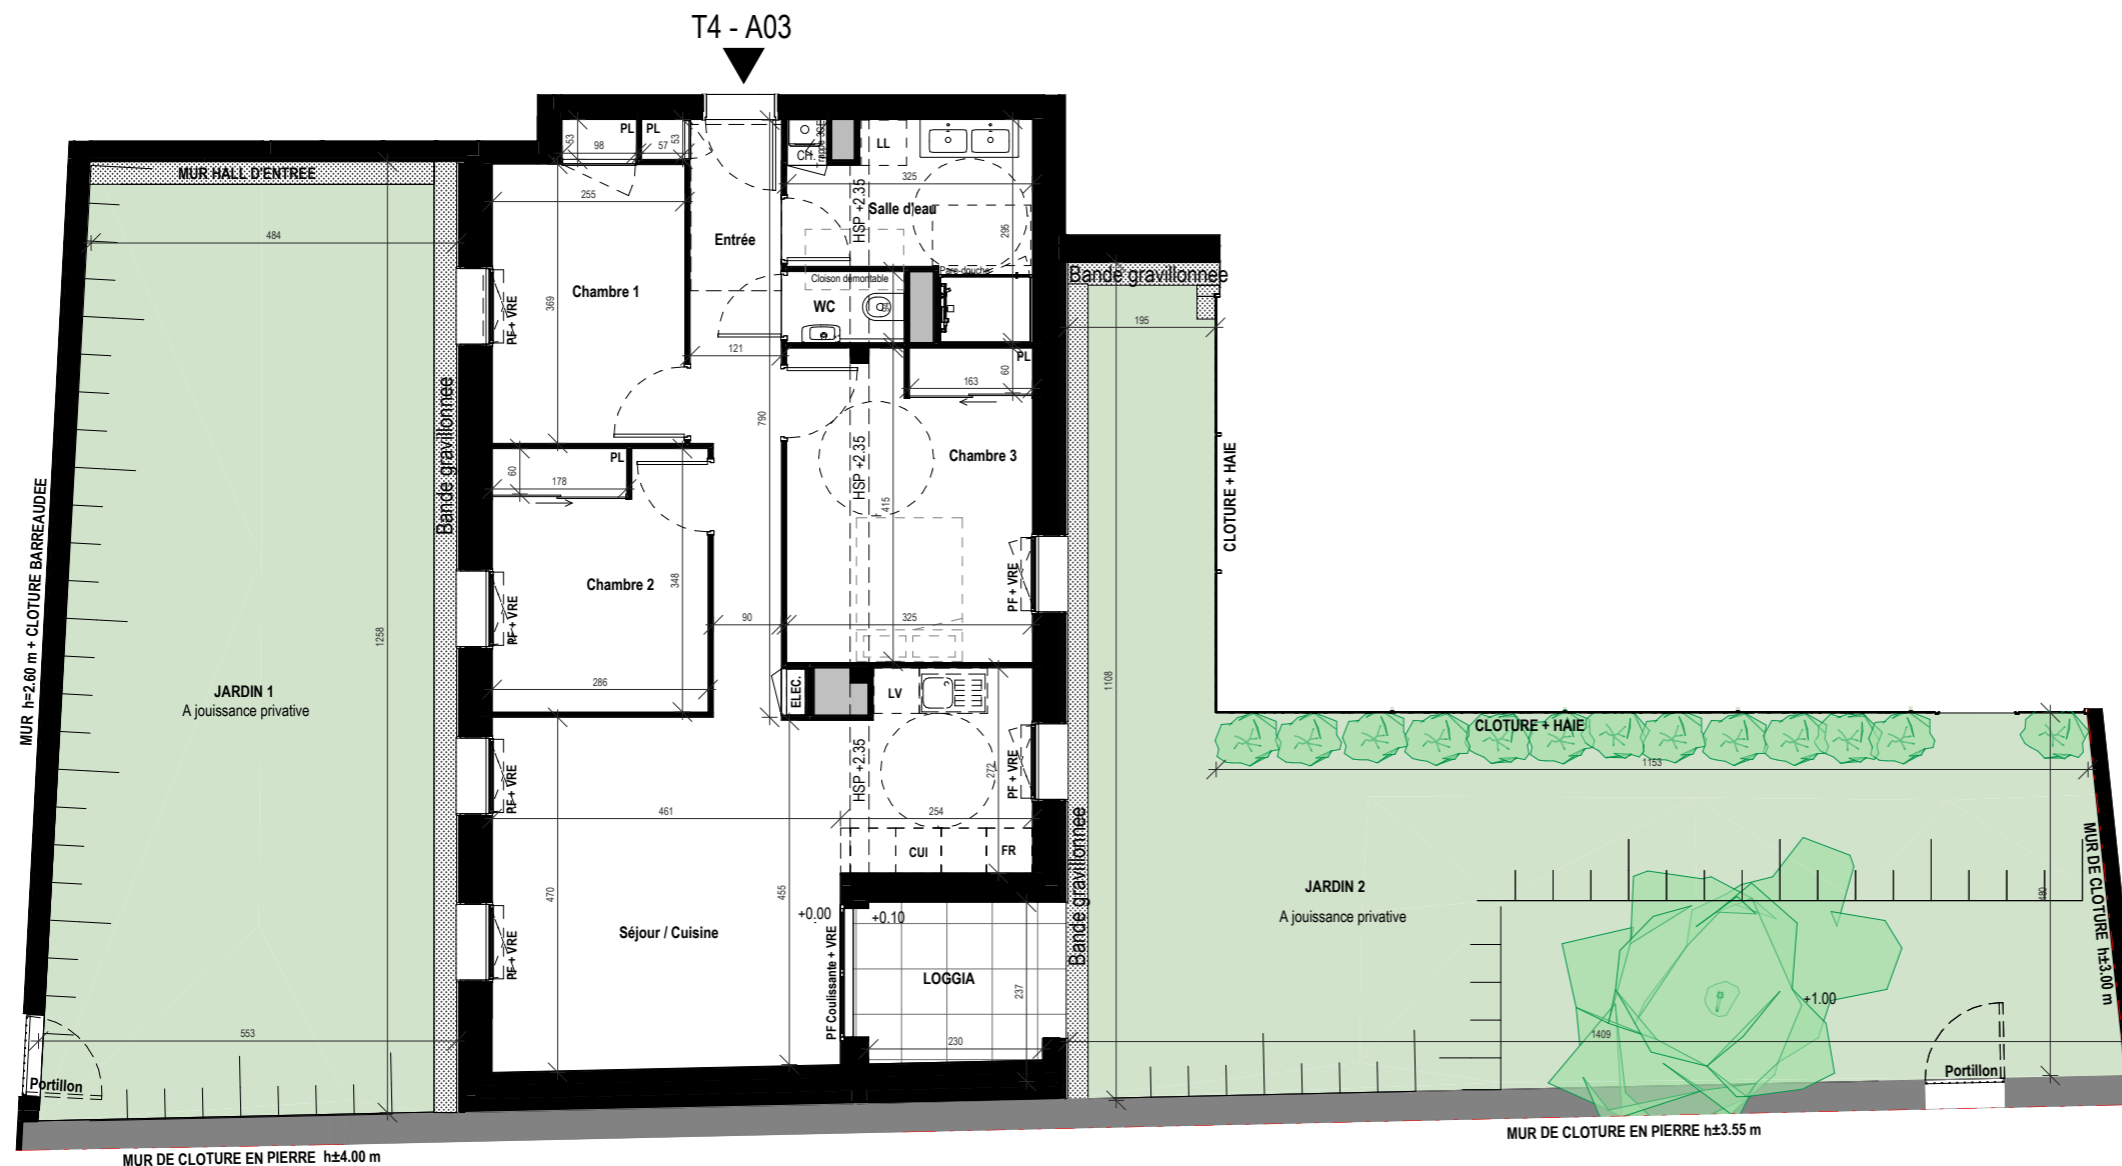 T4 - A03
PL
PL
53
98
57
53
CH.
LL
MUR HALL D'ENTREE
325
HSP +2.35
Salle d'eau
255
484
Entrée
295
Pare-douche
Cloison démontable
Bande gravillonnee
Chambre 1
WC
90
PF + VRE
369
195
121
PL
60
163
Bande gravillonnee
790
CLOTURE + HAIE
HSP +2.35
Chambre 3
PL
60
178
415
MUR h=2.60 m + CLOTURE BARREAUDEE
Chambre 2
348
PF + VRE
PF + VRE
90
325
1258
286
ELEC.
LV
1108
JARDIN 1
A jouissance privative
CLOTURE + HAIE
PF + VRE
HSP +2.35
272
PF + VRE
1153
461
254
CUI
FR
Bande gravillonnee
MUR DE CLOTURE h±3.00 m
470
455
JARDIN 2
A jouissance privative
480
+0.00
+0.10
Séjour / Cuisine
PF + VRE
PF Coulissante + VRE
LOGGIA
237
+1.00
553
230
1409
Portillon
Portillon
MUR DE CLOTURE EN PIERRE h±4.00 m
MUR DE CLOTURE EN PIERRE h±3.55 m